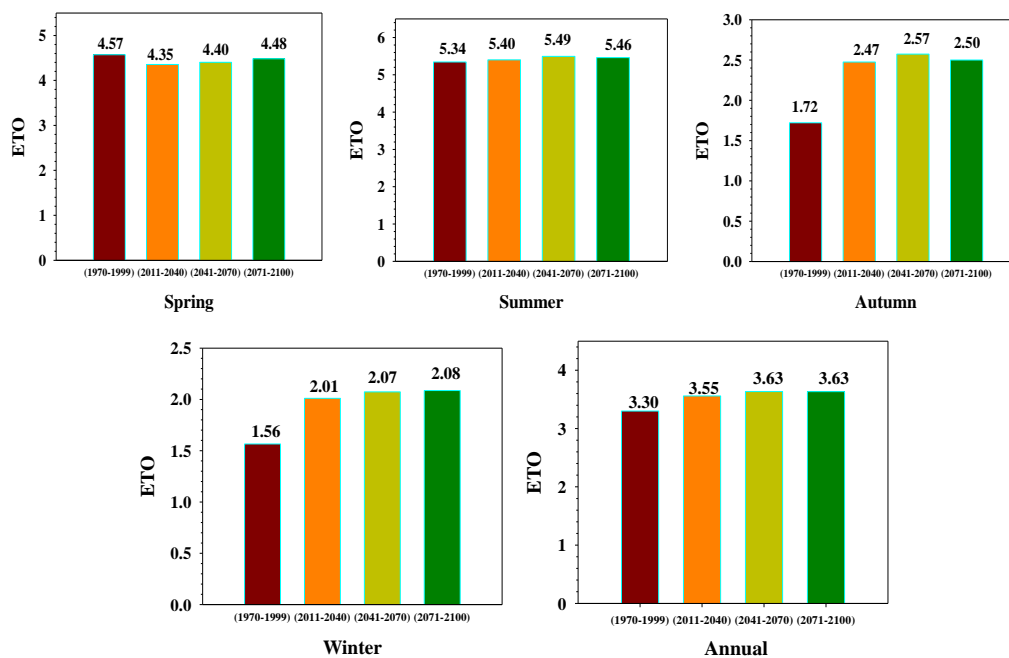 4.57 4.35 4.40 4.48
5
4
3
2
1
0
ETO
(1970-1999) (2011-2040) (2041-2070) (2071-2100)
Spring
5.34 5.40 5.49 5.46
6
5
4
3
2
1
0
ETO
(1970-1999) (2011-2040) (2041-2070) (2071-2100)
Summer
1.72 2.47 2.57 2.50
3.0
2.5
2.0
1.5
1.0
0.5
0.0
ETO
(1970-1999) (2011-2040) (2041-2070) (2071-2100)
Autumn
1.56 2.01 2.07 2.08
2.5
2.0
1.5
1.0
0.5
0.0
ETO
(1970-1999) (2011-2040) (2041-2070) (2071-2100)
Winter
3.30 3.55 3.63 3.63
4
3
2
1
0
ETO
(1970-1999) (2011-2040) (2041-2070) (2071-2100)
Annual